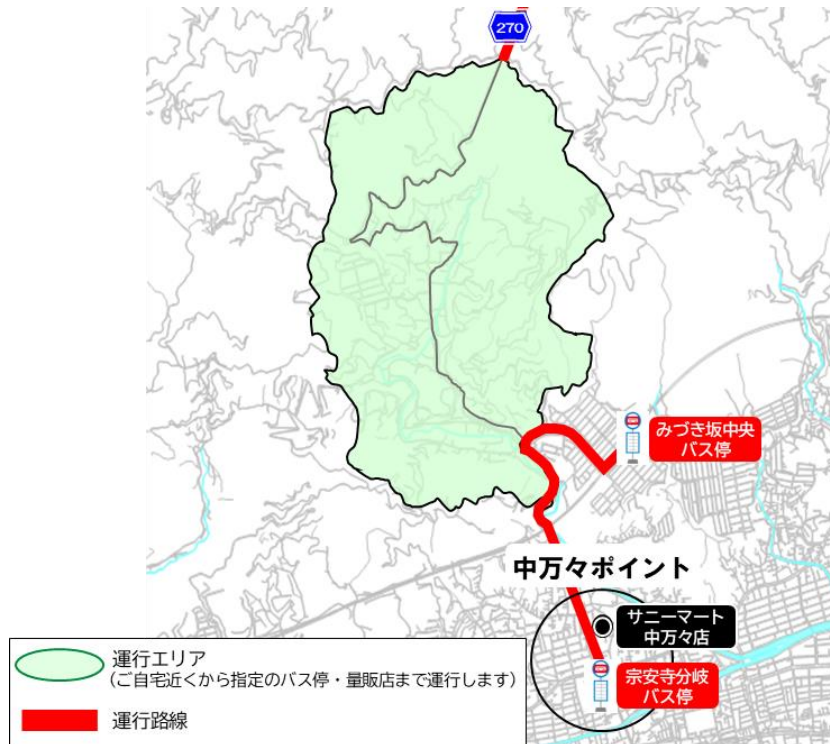 270
みづき坂中央
バス停
中万々ポイント
サニーマート
中万々店
宗安寺分岐
バス停
運行エリア
(ご自宅近くから指定のバス停・量販店まで運行します)
運行路線